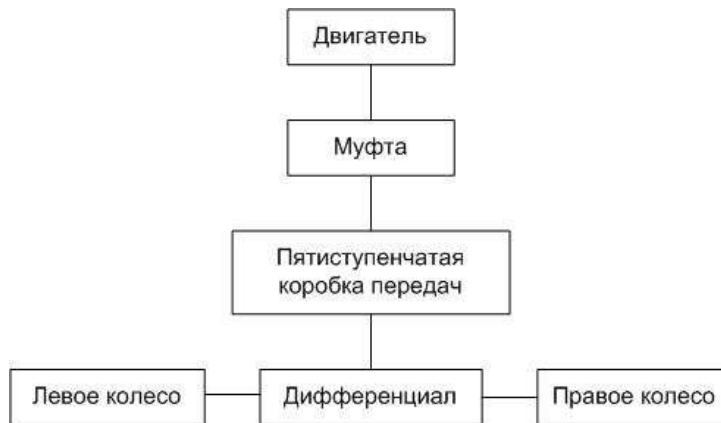 Двигатель
Муфта
Пятиступенчатая
коробка передач
Левое колесо
Дифференциал
Правое колесо